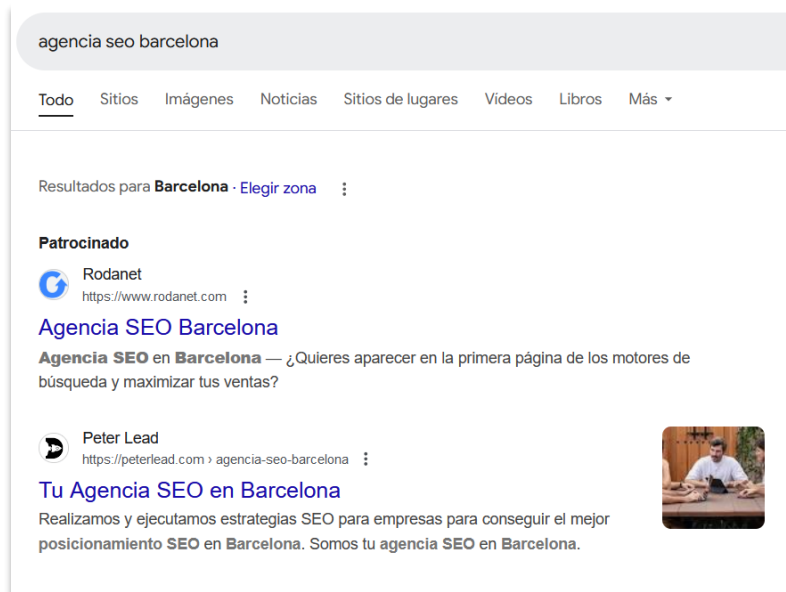 agencia seo barcelona
Todo Sitios Imágenes Noticias Sitios de lugares Vídeos Libros Más
Resultados para Barcelona · Elegir zona
Patrocinado
Rodanet
https://www.rodanet.com
Agencia SEO Barcelona
Agencia SEO en Barcelona — ¿Quieres aparecer en la primera página de los motores de
búsqueda y maximizar tus ventas?
Peter Lead
https://peterlead.com › agencia-seo-barcelona
Tu Agencia SEO en Barcelona
Realizamos y ejecutamos estrategias SEO para empresas para conseguir el mejor
posicionamiento SEO en Barcelona. Somos tu agencia SEO en Barcelona.